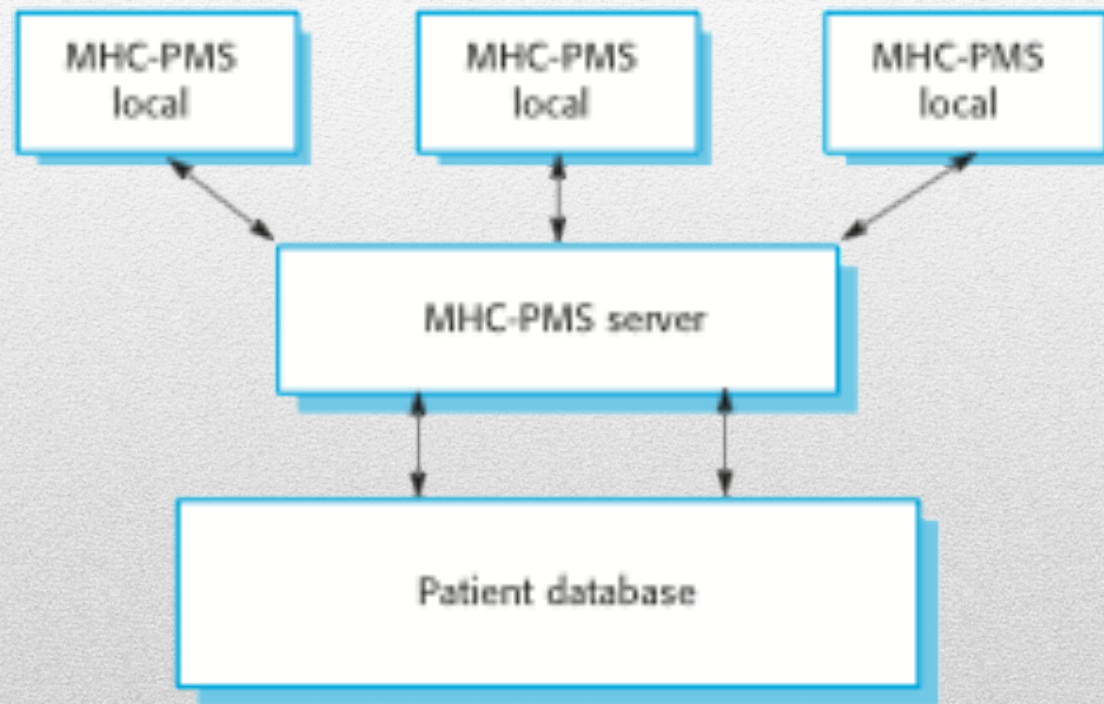 MHC-PMS
local
MHC-PMS
local
MHC-PMS
local
MHC-PMS server
Patient database